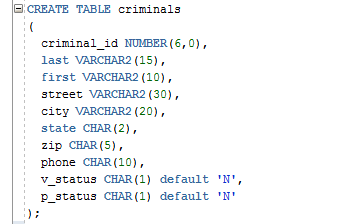 CREATE TABLE criminals
(
criminal_id NUMBER(6,0),
last VARCHAR2(15),
first VARCHAR2(10),
street VARCHAR2(30),
city VARCHAR2(20),
state CHAR(2),
zip CHAR(5),
phone CHAR(10),
v_status CHAR(1) default 'N',
p_status CHAR(1) default 'N'
);